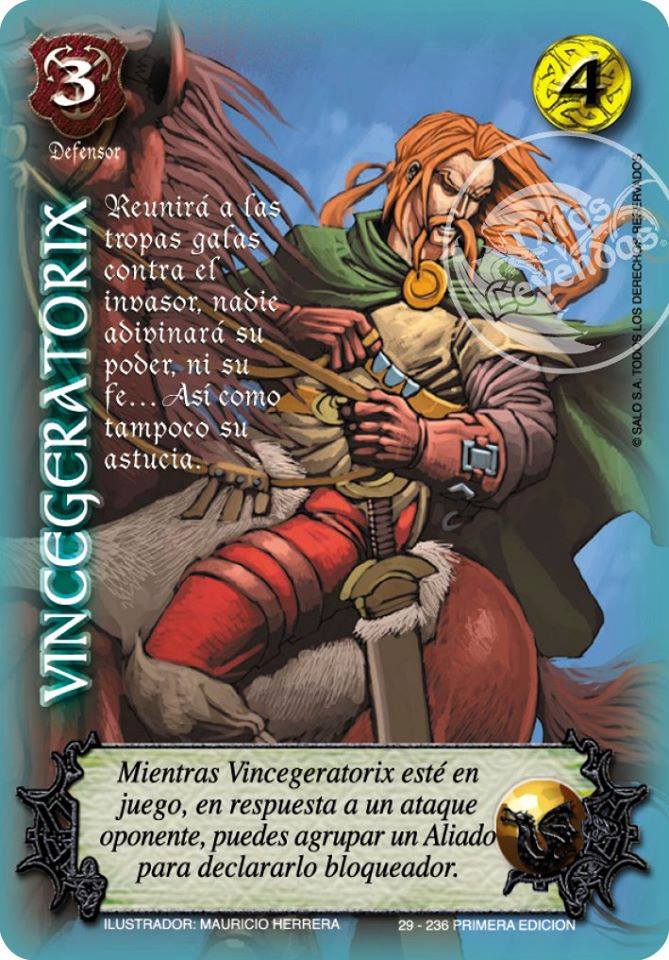 3
4
Defensor
VINCEGERATORIX
Reunirá a las
tropas galas
contra el
invasor, nadie
adivinará su
poder, ni su
fe... Así como
tampoco su
astucia.
Mitos
Leyendas
© SALO S.A. TODOS LOS DERECHOS RESERVADOS
Mientras Vincegeratorix esté en
juego, en respuesta a un ataque
oponente, puedes agrupar un Aliado
para declararlo bloqueador.
ILUSTRADOR: MAURICIO HERRERA 29 - 236 PRIMERA EDICION